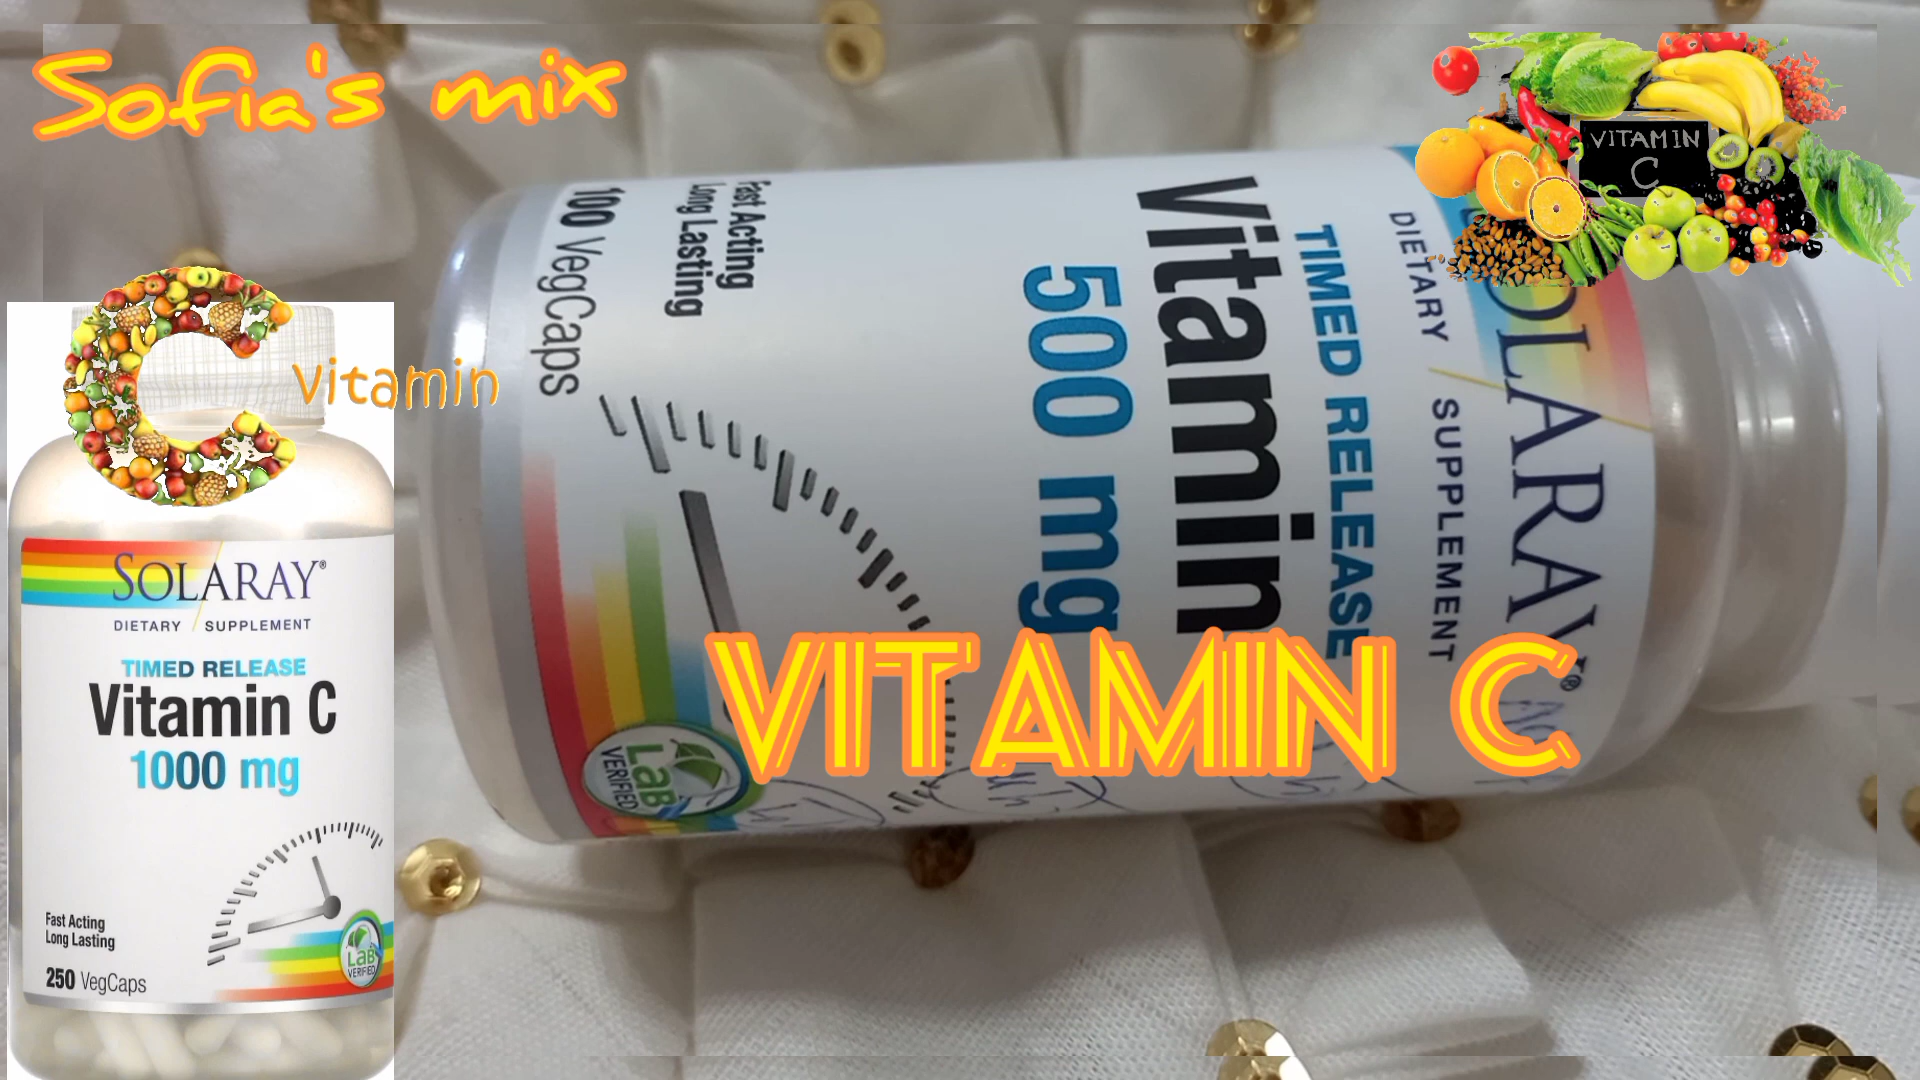 Sofia's mix
VITAMIN
C
vitamin
SOLARAY®
DIETARY / SUPPLEMENT
TIMED RELEASE
Vitamin C
1000 mg
Fast Acting
Long Lasting
250 VegCaps
LaB
VERIFIED
SOLARAY®
DIETARY / SUPPLEMENT
TIMED RELEASE
Vitamin
500 mg
Fast Acting
Long Lasting
100 VegCaps
LaB
VERIFIED
VITAMIN C